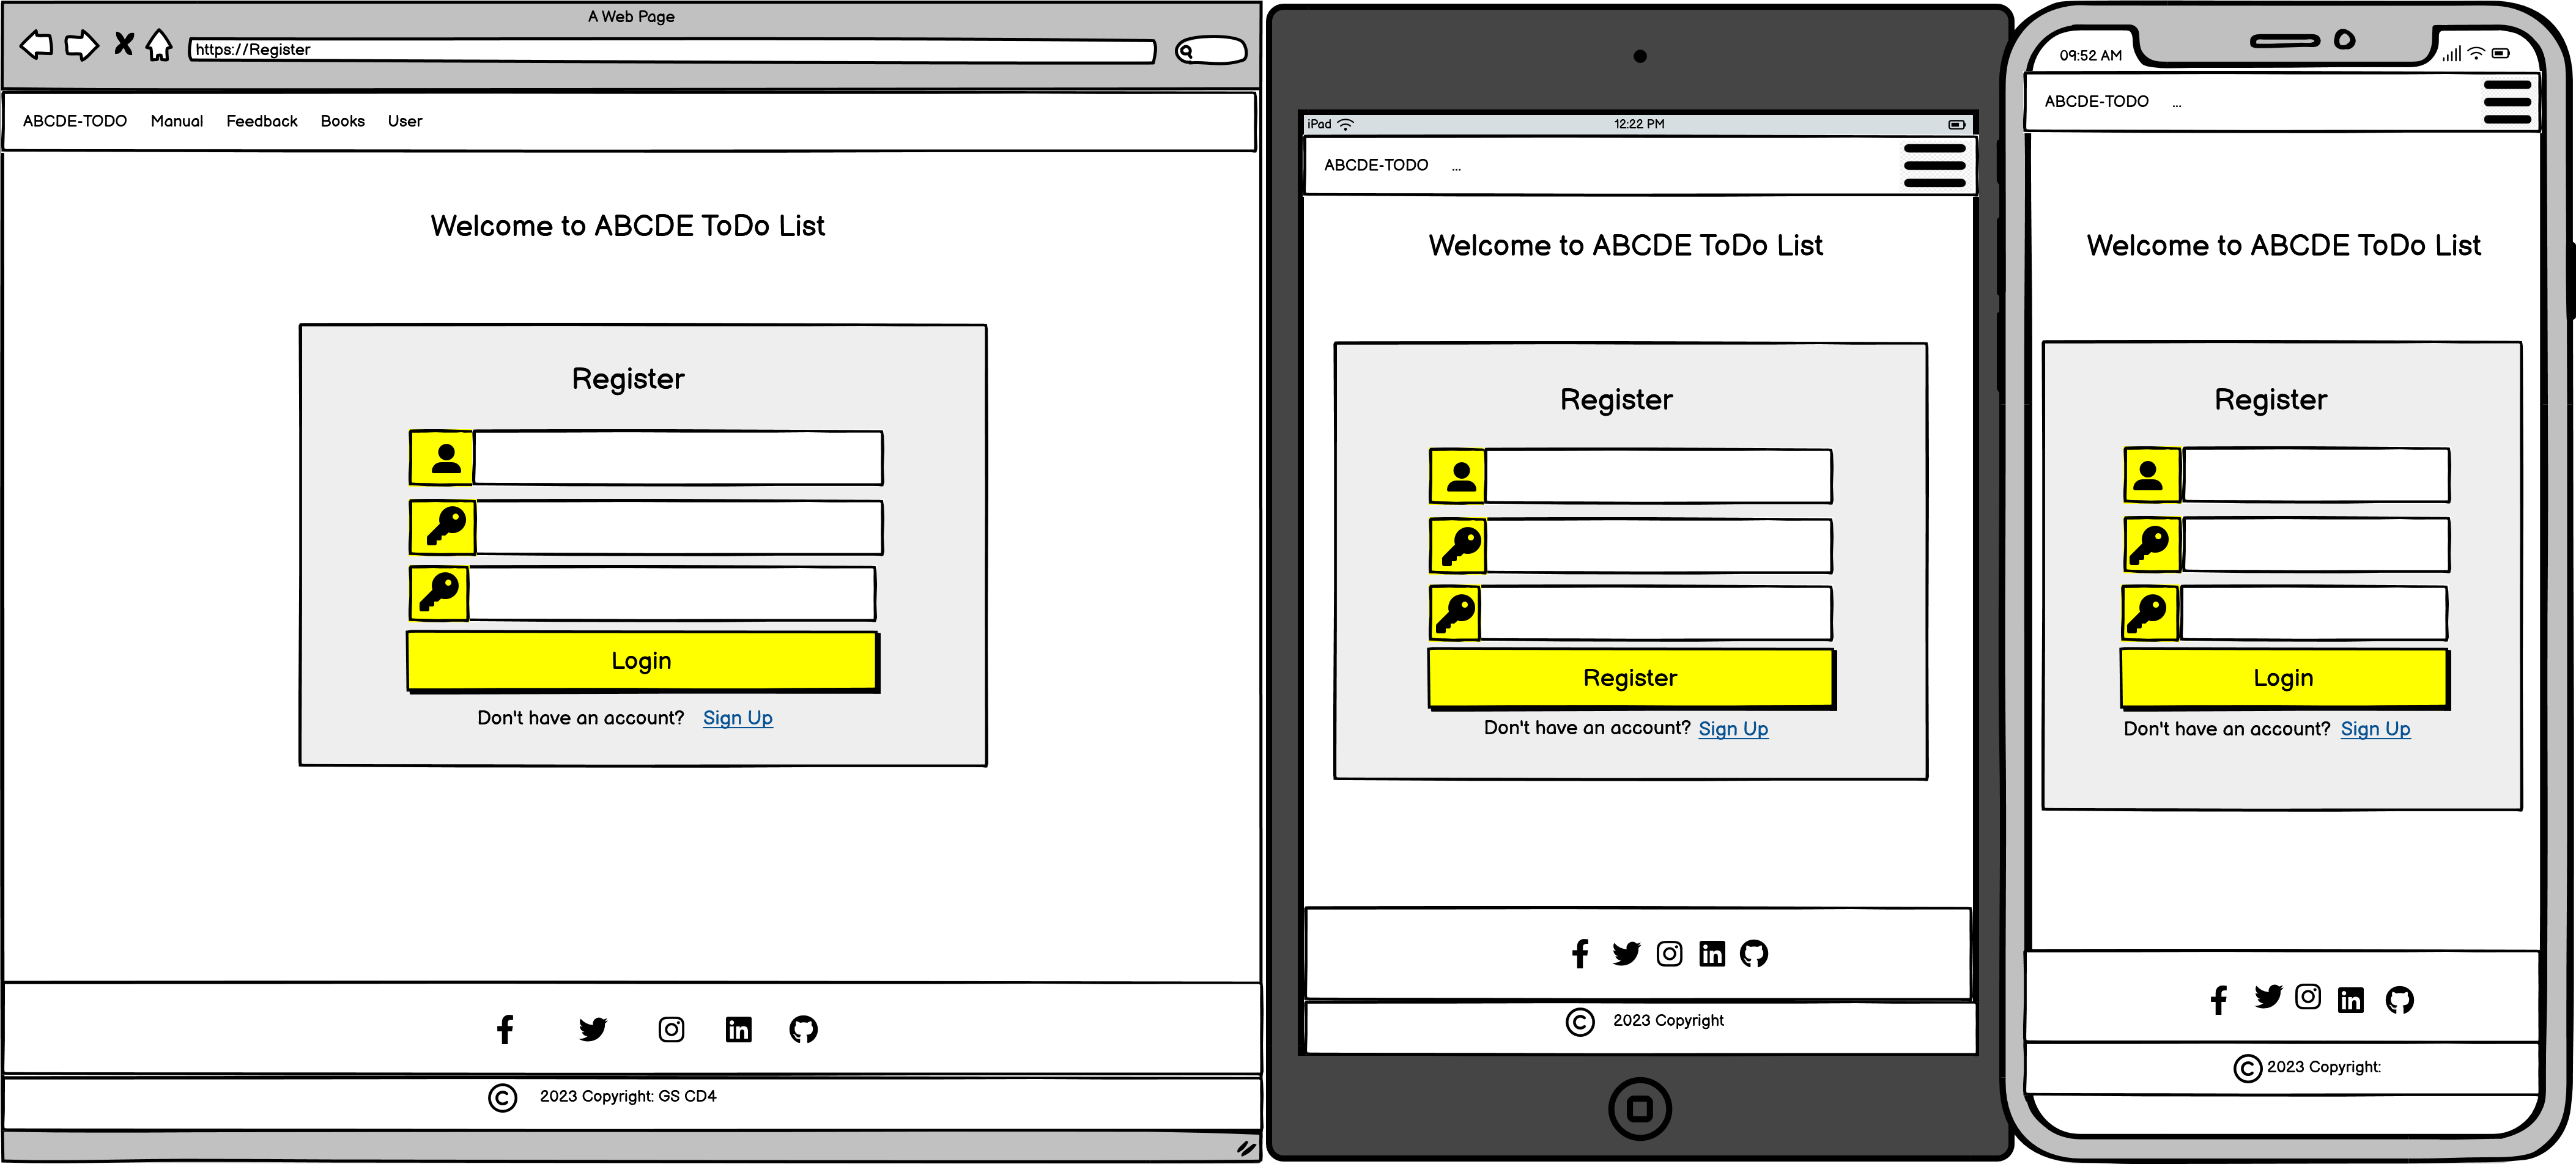 A Web Page
https://Register
ABCDE-TODO Manual Feedback Books User
Welcome to ABCDE ToDo List
Register
Login
Don't have an account? Sign Up
2023 Copyright: GS CD4
iPad 12:22 PM
ABCDE-TODO ...
Welcome to ABCDE ToDo List
Register
Register
Don't have an account? Sign Up
2023 Copyright
09:52 AM
ABCDE-TODO ...
Welcome to ABCDE ToDo List
Register
Login
Don't have an account? Sign Up
2023 Copyright: